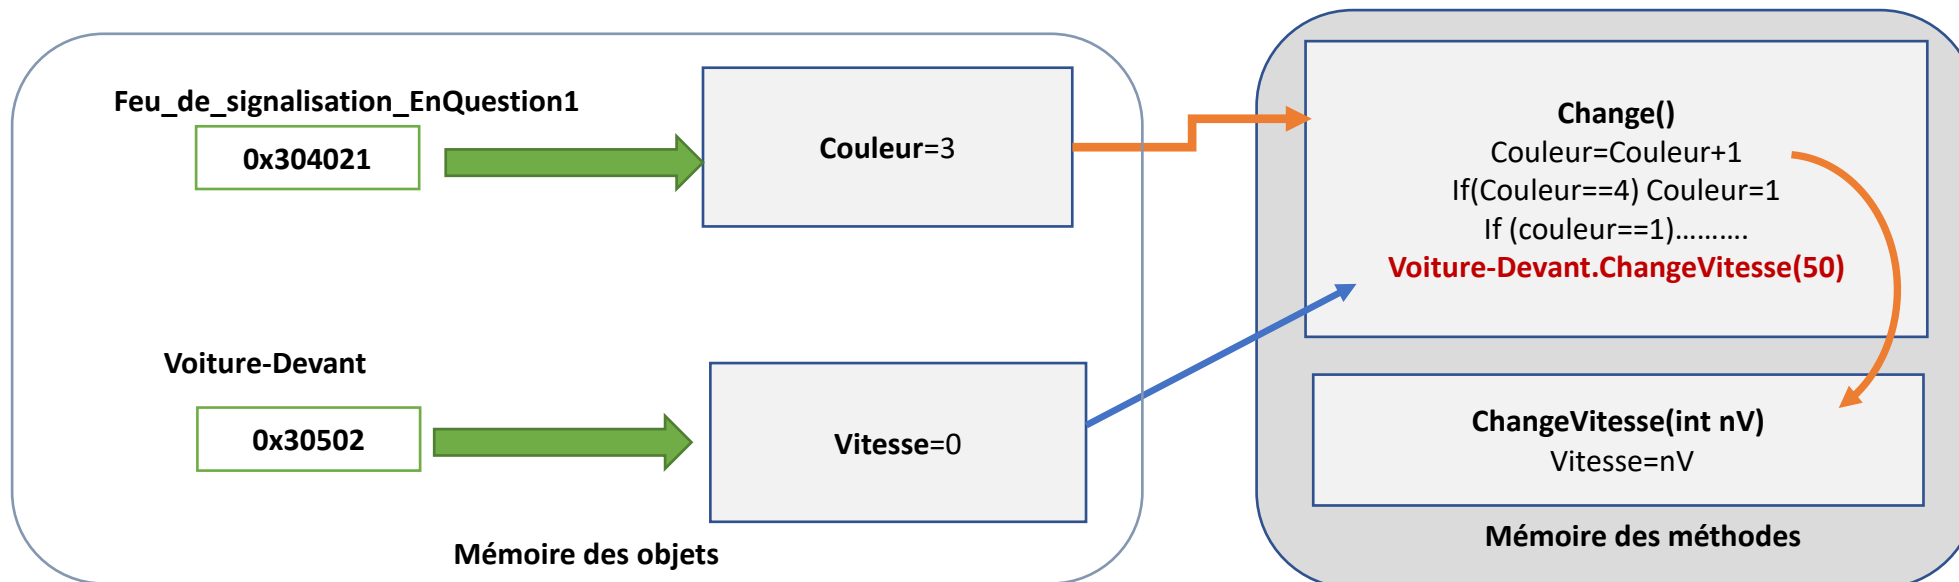 Feu_de_signalisation_EnQuestion1
0x304021
Couleur=3
Voiture-Devant
0x30502
Vitesse=0
Mémoire des objets
Change()
Couleur=Couleur+1
If(Couleur==4) Couleur=1
If (couleur==1)……….
Voiture-Devant.ChangeVitesse(50)
ChangeVitesse(int nV)
Vitesse=nV
Mémoire des méthodes